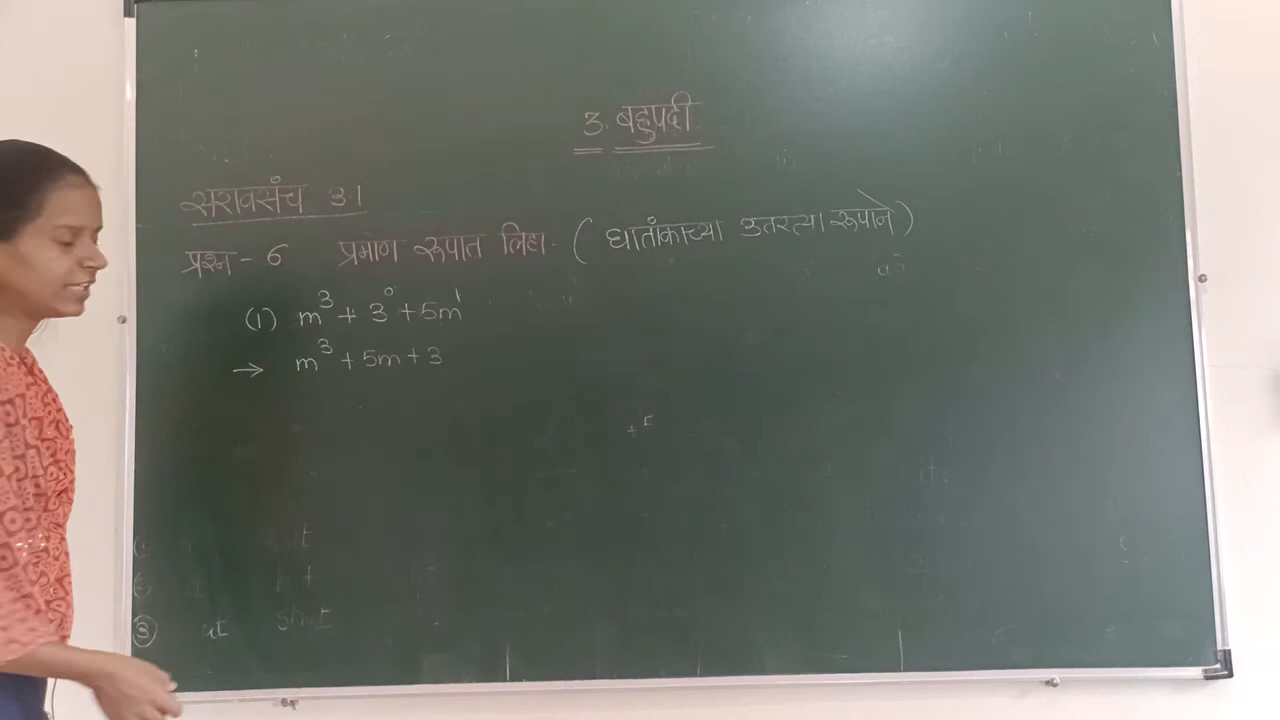 3. बहुपदी
सरावसंच 3.1
प्रश्न - 6 प्रमाण रूपात लिहा. (घातांकाच्या उतरत्या रूपाने)
(1) m³ + 3⁰ + 5m¹
→ m³ + 5m + 3